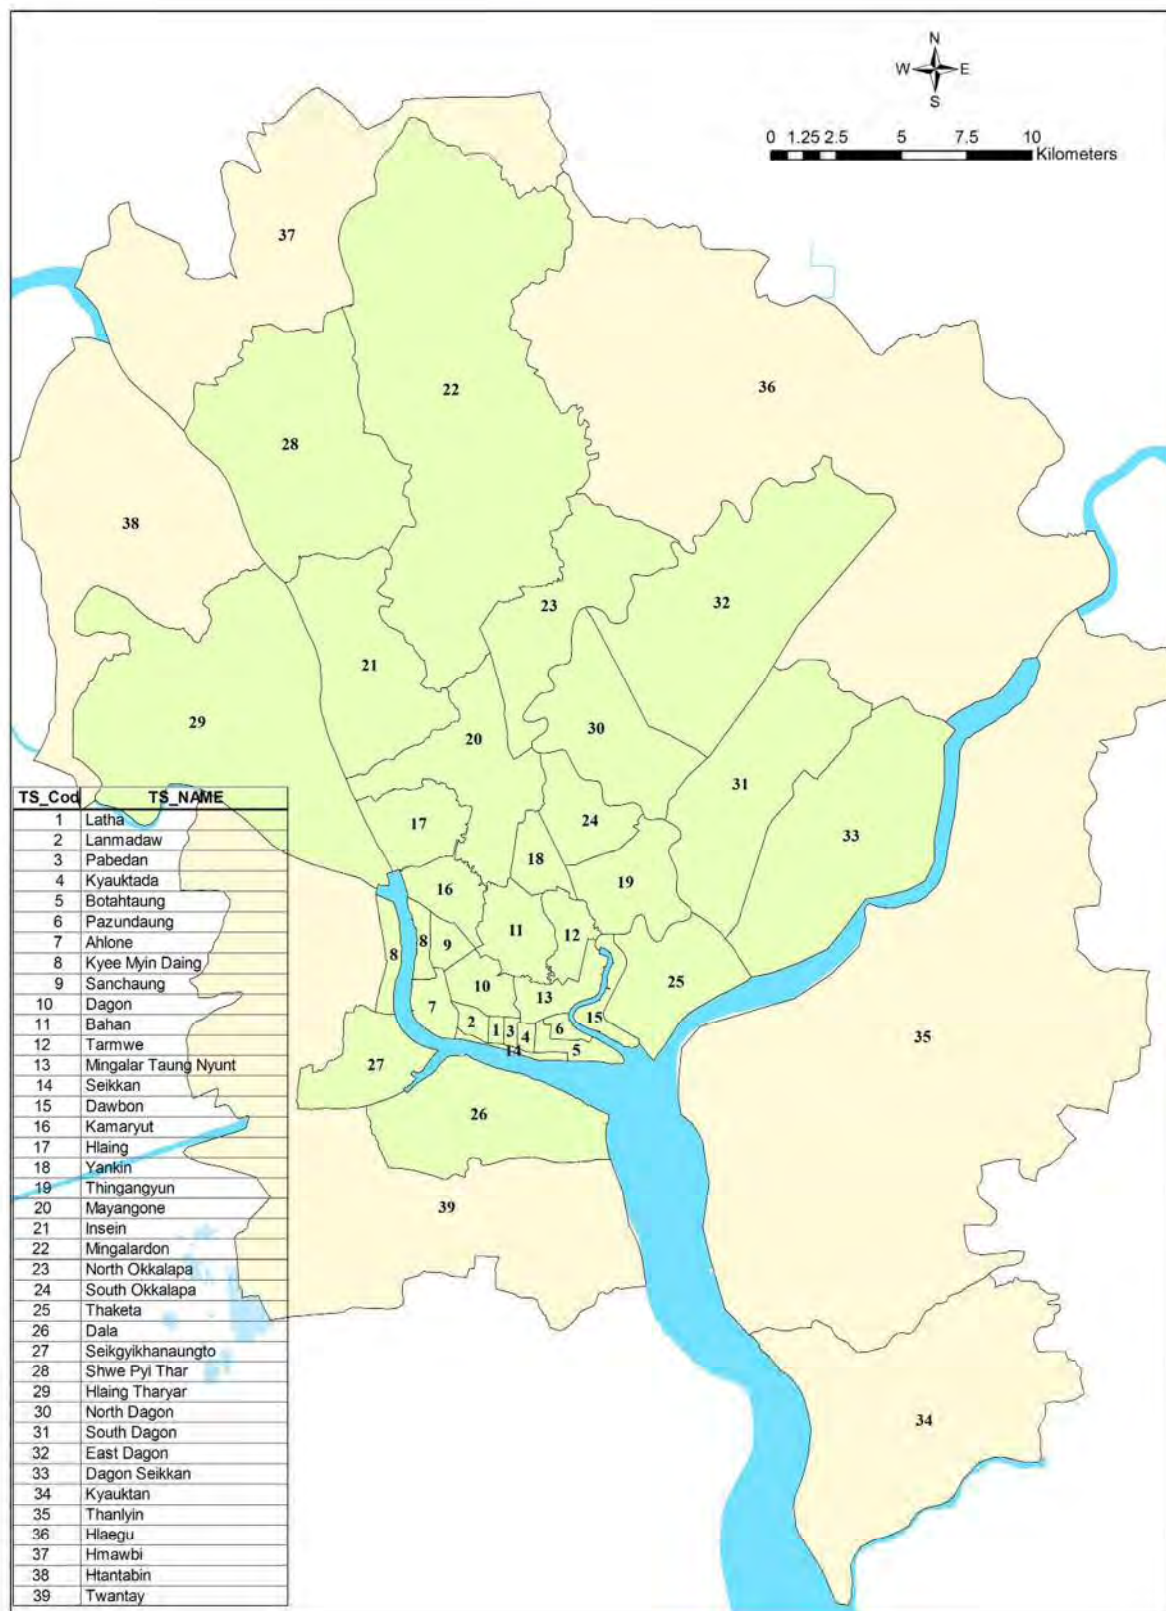 N
W E
S
0 1.25 2.5 5 7.5 10
Kilometers
37
22
36
28
38
32
23
21
29
30
20
31
24
17
33
18
19
16
11
12
8
9
8
10
25
13
7
15
2
1
3
4
6
5
14
35
27
26
39
34
TS_Cod TS_NAME
1 Latha
2 Lanmadaw
3 Pabedan
4 Kyauktada
5 Botahtaung
6 Pazundaung
7 Ahlone
8 Kyee Myin Daing
9 Sanchaung
10 Dagon
11 Bahan
12 Tarmwe
13 Mingalar Taung Nyunt
14 Seikkan
15 Dawbon
16 Kamaryut
17 Hlaing
18 Yankin
19 Thingangyun
20 Mayangone
21 Insein
22 Mingalardon
23 North Okkalapa
24 South Okkalapa
25 Thaketa
26 Dala
27 Seikgyikhanaungto
28 Shwe Pyi Thar
29 Hlaing Tharyar
30 North Dagon
31 South Dagon
32 East Dagon
33 Dagon Seikkan
34 Kyauktan
35 Thanlyin
36 Hlaegu
37 Hmawbi
38 Htantabin
39 Twantay